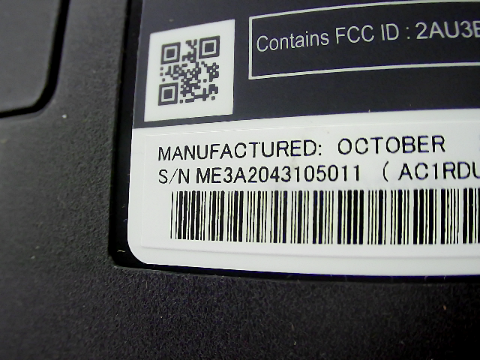 Contains FCC ID : 2AU3B
MANUFACTURED: OCTOBER
S/N ME3A2043105011 ( AC1RDU